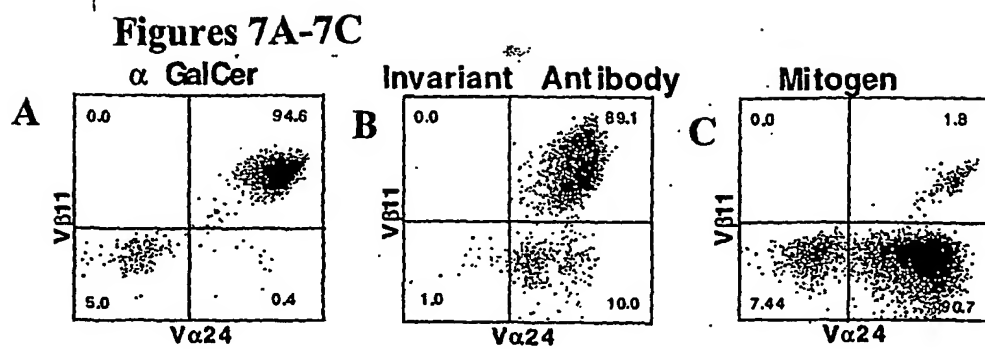 Figures 7A-7C
α GalCer
Invariant Antibody
Mitogen
A
0.0
94.6
Vβ11
5.0
0.4
Vα24
B
0.0
89.1
Vβ11
1.0
10.0
Vα24
C
0.0
1.8
Vβ11
7.44
90.7
Vα24